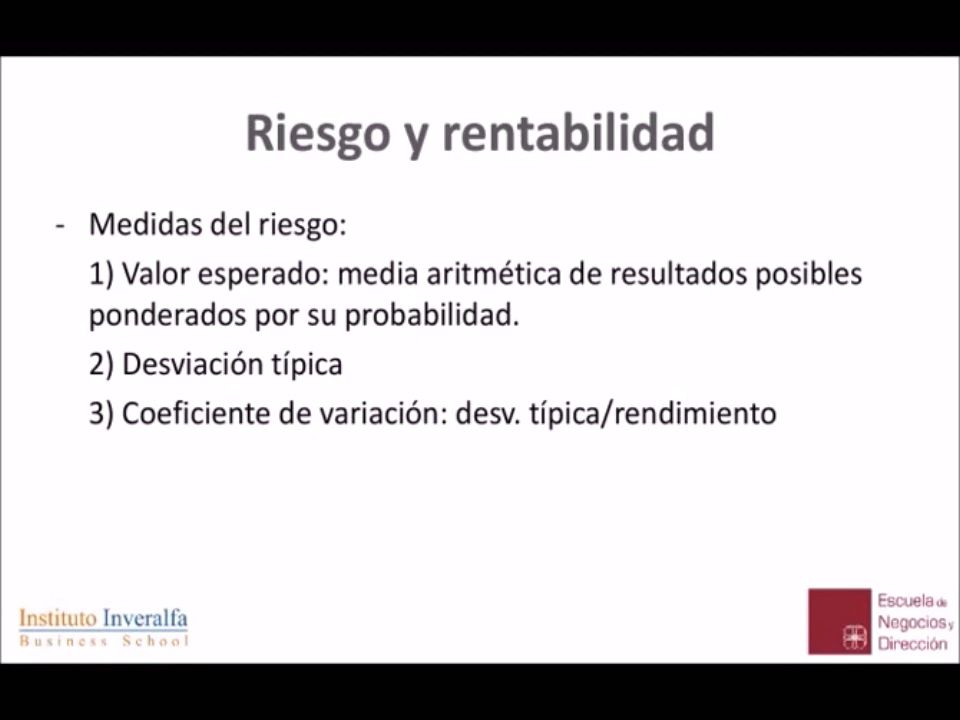 Riesgo y rentabilidad
- Medidas del riesgo:
1) Valor esperado: media aritmética de resultados posibles
ponderados por su probabilidad.
2) Desviación típica
3) Coeficiente de variación: desv. típica/rendimiento
Instituto Inveralfa
Business School
Escuela de
Negocios y
Dirección